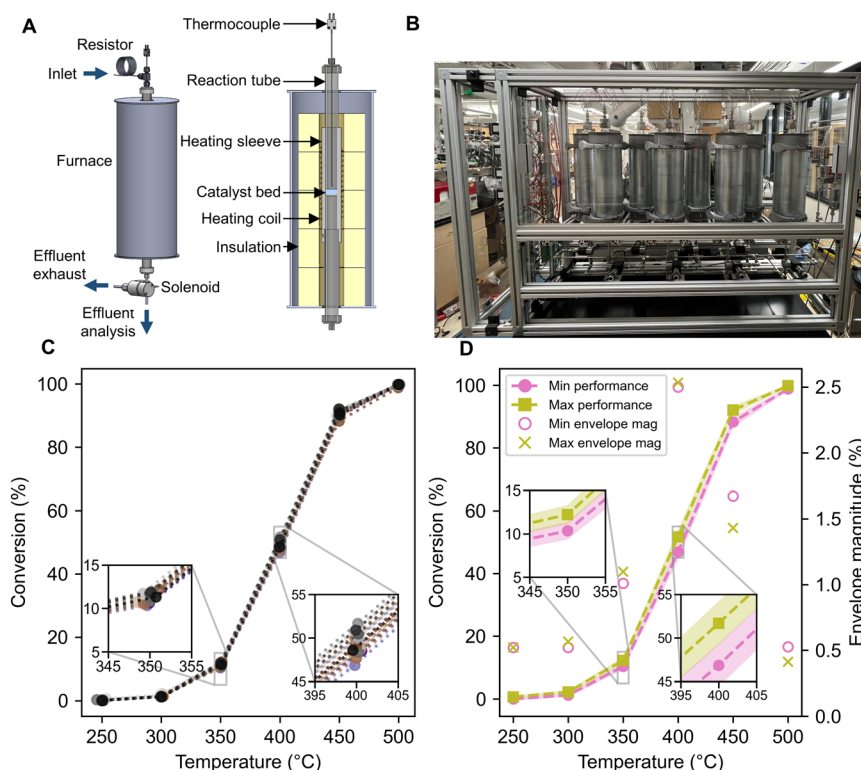 A
Resistor
Inlet
Furnace
Effluent
exhaust
Solenoid
Effluent
analysis
Thermocouple
Reaction tube
Heating sleeve
Catalyst bed
Heating coil
Insulation
B
C
100
80
60
40
20
0
Conversion (%)
250 300 350 400 450 500
Temperature (°C)
15
10
5
345 350 355
55
50
45
395 400 405
D
Min performance
Max performance
Min envelope mag
Max envelope mag
100
80
60
40
20
0
Conversion (%)
250 300 350 400 450 500
Temperature (°C)
2.5
2.0
1.5
1.0
0.5
0.0
Envelope magnitude (%)
15
10
5
345 350 355
55
50
45
395 400 405